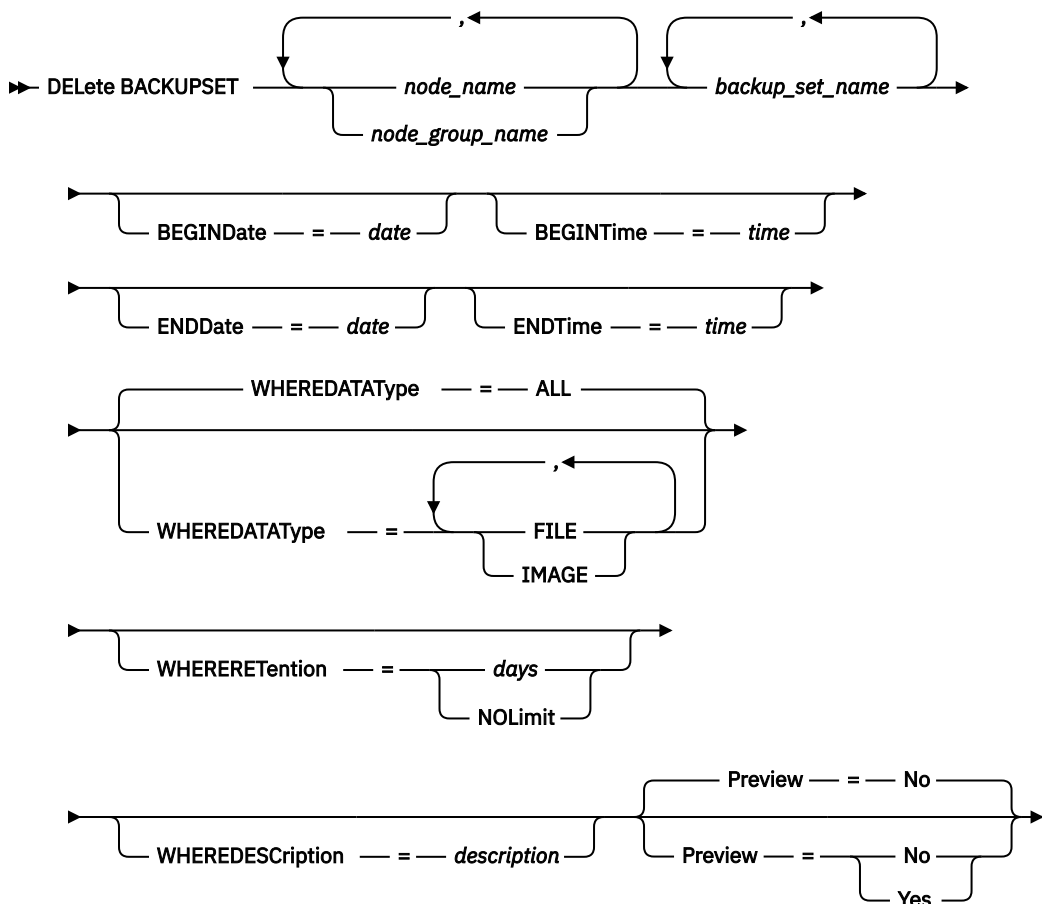 , ,
DELete BACKUPSET node_name backup_set_name
node_group_name
BEGINDate = date BEGINTime = time
ENDDate = date ENDTime = time
WHEREDATAType = ALL
,
WHEREDATAType = FILE
IMAGE
WHERERETention = days
NOLimit
Preview = No
WHEREDESCription = description Preview = No
Yes